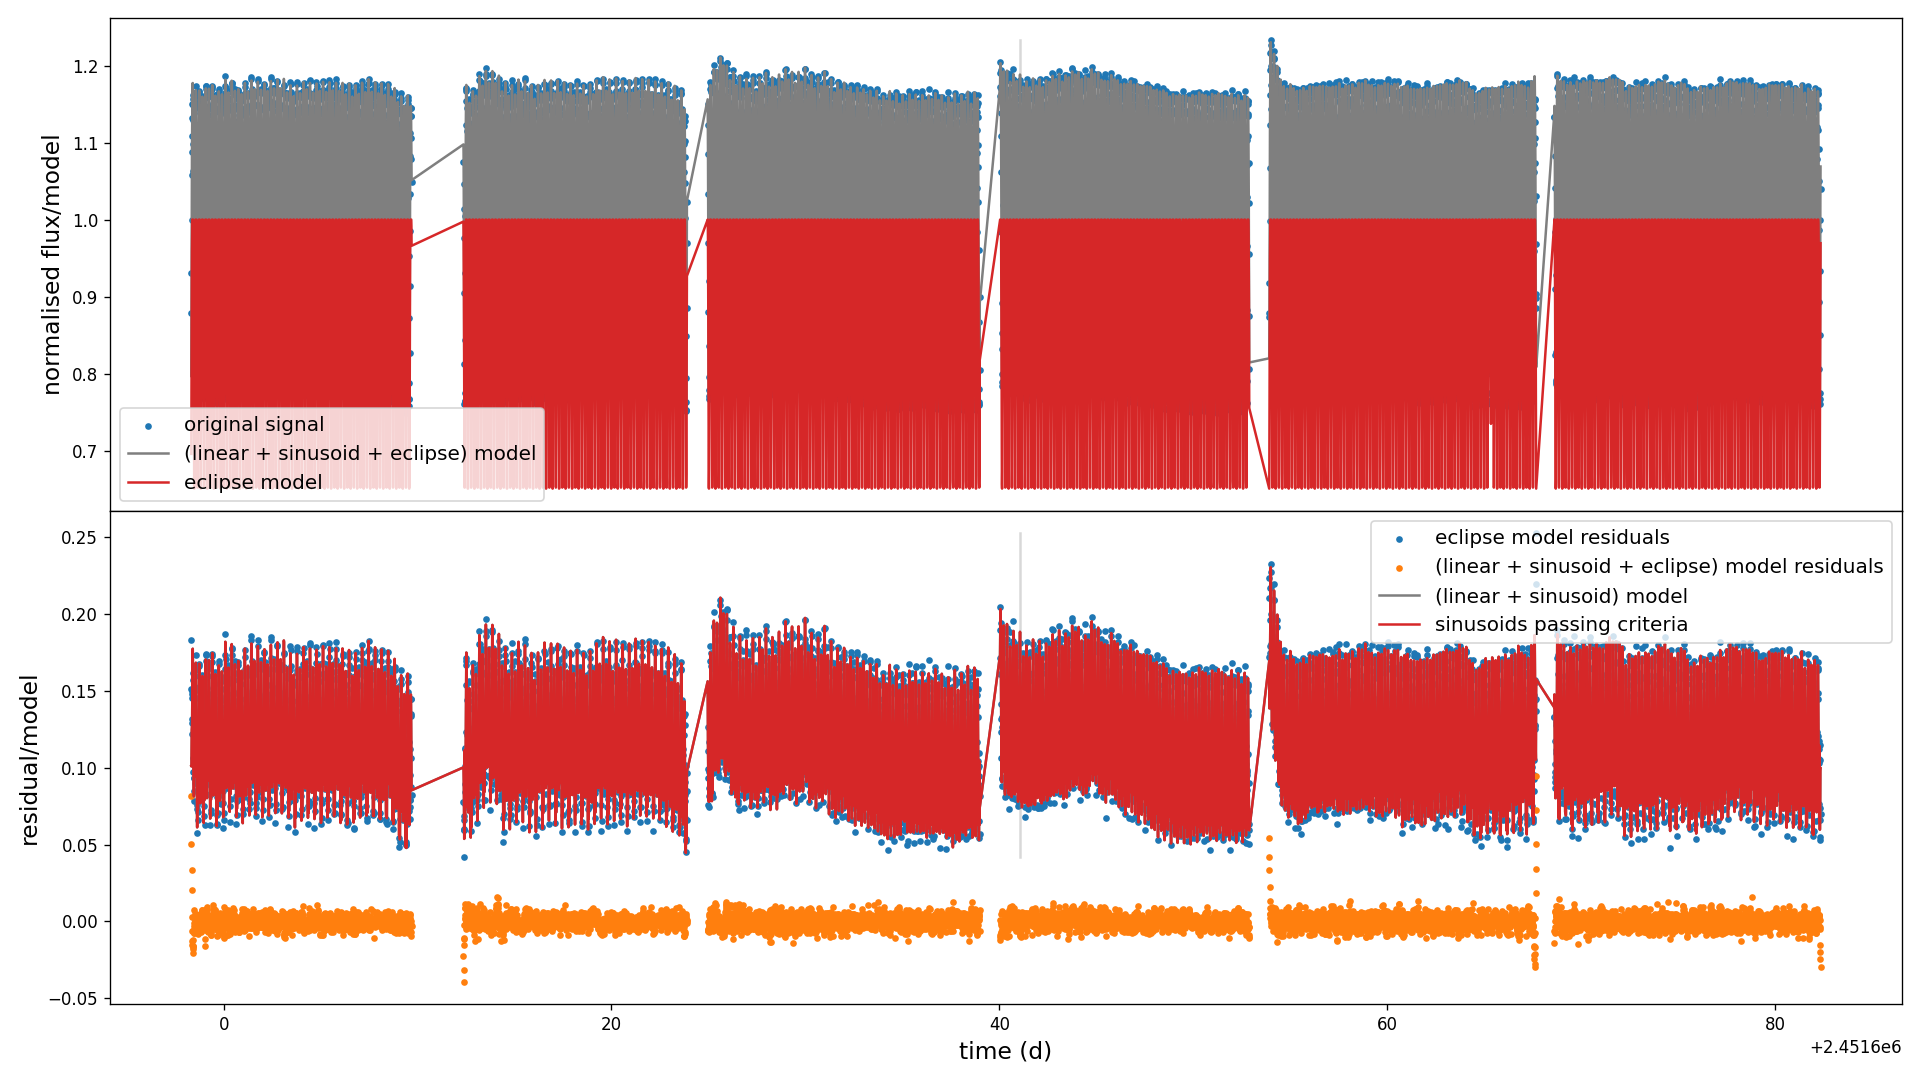 normalised flux/model
1.2
1.1
1.0
0.9
0.8
0.7
original signal
(linear + sinusoid + eclipse) model
eclipse model
residual/model
0.25
0.20
0.15
0.10
0.05
0.00
−0.05
eclipse model residuals
(linear + sinusoid + eclipse) model residuals
(linear + sinusoid) model
sinusoids passing criteria
0
20
40
60
80
time (d)
+2.4516e6